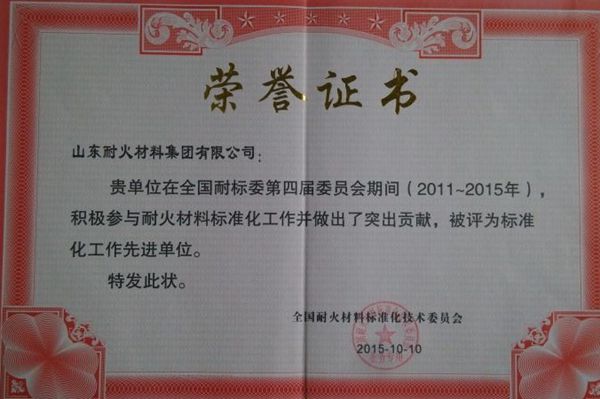 荣誉证书
山东耐火材料集团有限公司：
贵单位在全国耐标委第四届委员会期间（2011~2015年），
积极参与耐火材料标准化工作并做出了突出贡献，被评为标准
化工作先进单位。
特发此状。
全国耐火材料标准化技术委员会
2015-10-10